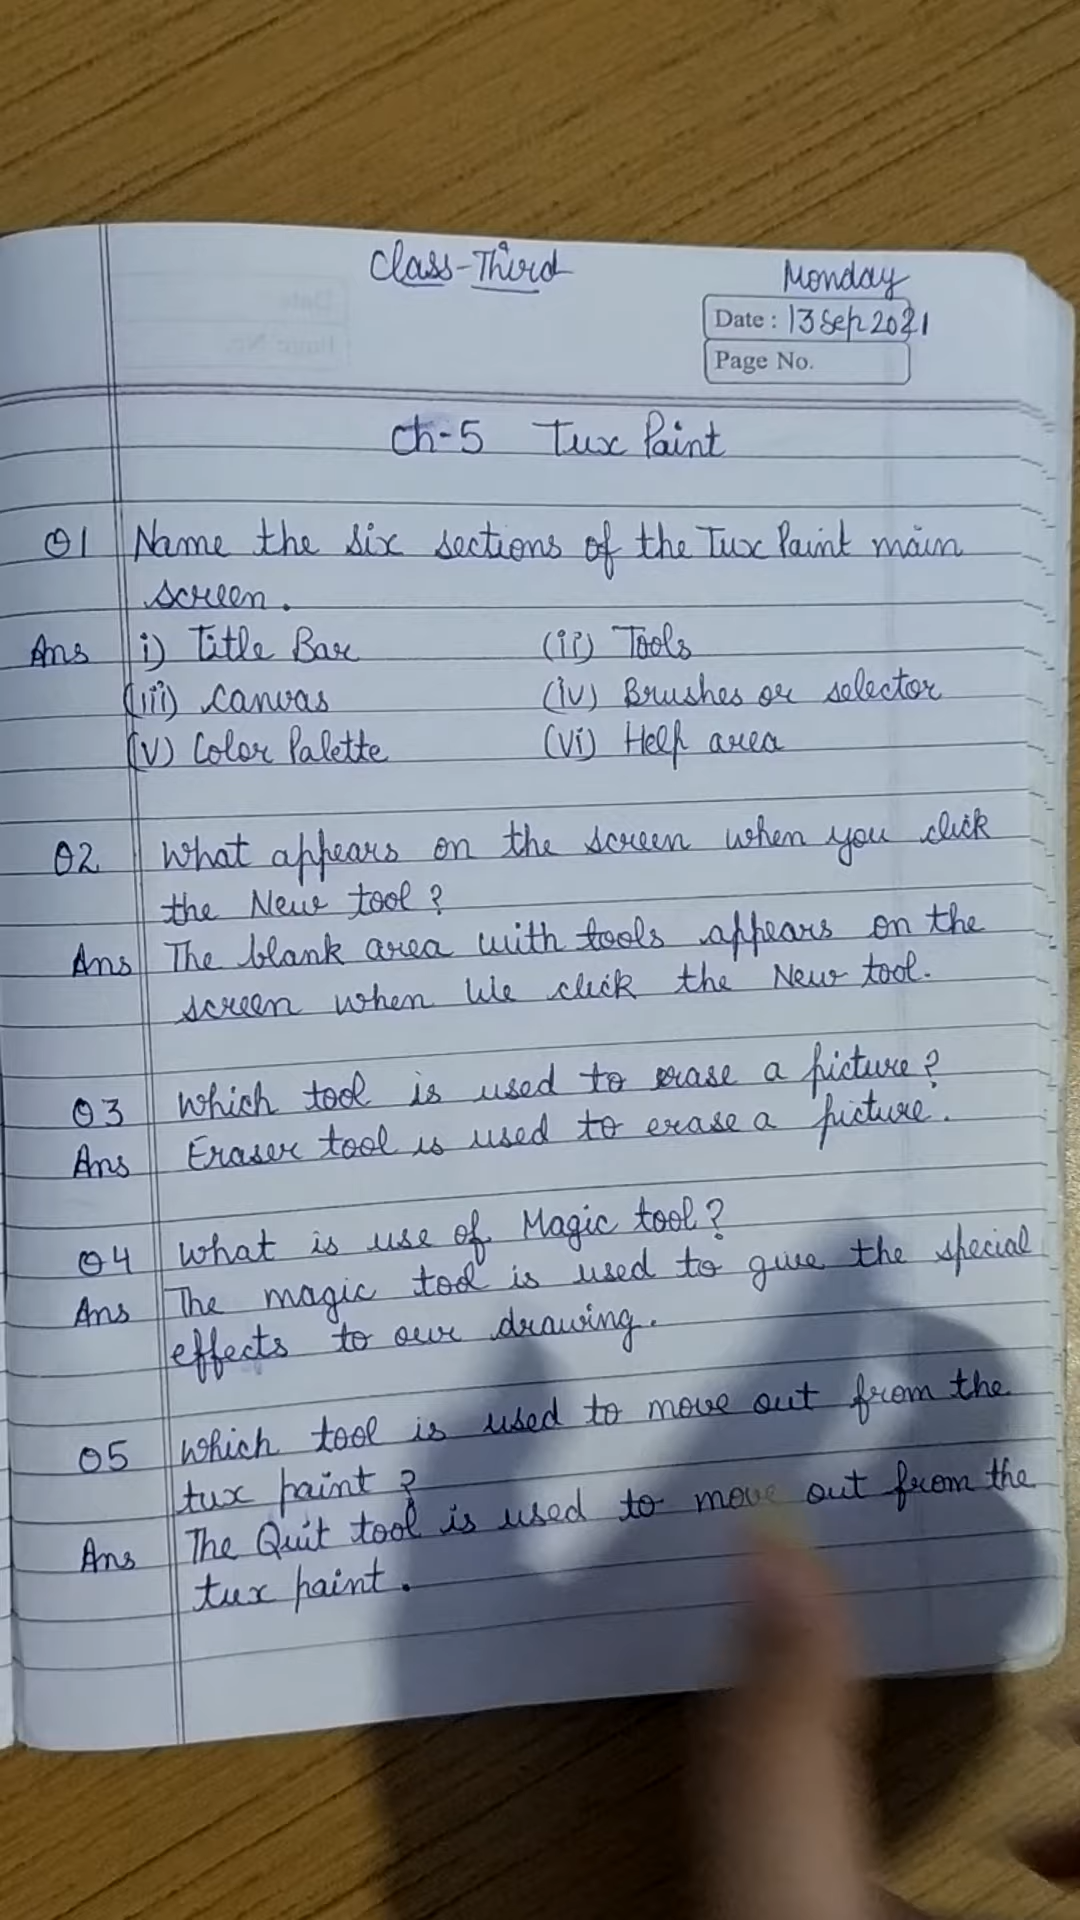 Class-Third
Monday
Date : 13 Sep 2021
Page No.
Ch-5 Tux Paint
Q1 Name the six sections of the Tux Paint main
screen.
Ans i) Title Bar (ii) Tools
(iii) Canvas (iv) Brushes or selector
(v) Color Palette (vi) Help area
Q2 What appears on the screen when you click
the New tool?
Ans The blank area with tools appears on the
screen when We click the New tool.
Q3 Which tool is used to erase a picture?
Ans Eraser tool is used to erase a picture.
Q4 What is use of Magic tool?
Ans The magic tool is used to give the special
effects to our drawing.
Q5 Which tool is used to move out from the
tux paint?
Ans The Quit tool is used to move out from the
tux paint.